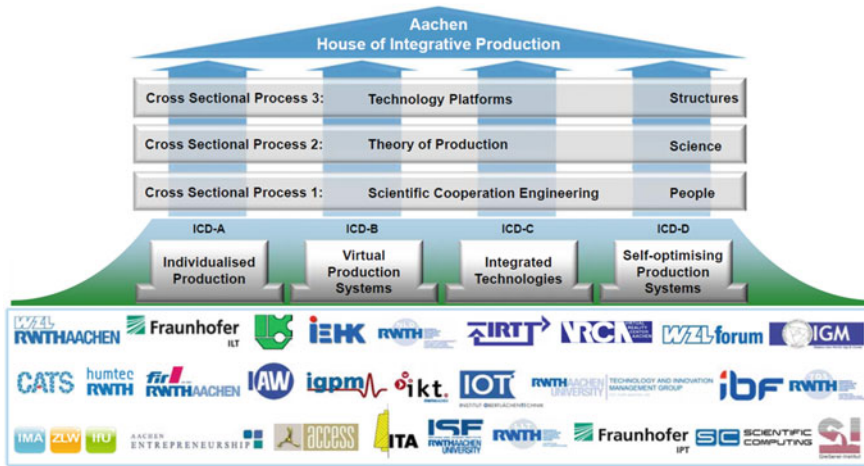 Aachen
House of Integrative Production
Cross Sectional Process 3: Technology Platforms Structures
Cross Sectional Process 2: Theory of Production Science
Cross Sectional Process 1: Scientific Cooperation Engineering People
ICD-A ICD-B ICD-C ICD-D
Individualised
Production
Virtual
Production
Systems
Integrated
Technologies
Self-optimising
Production
Systems
WZL
RWTHAACHEN
Fraunhofer
ILT
IEHK
RWTH
IRTT
VRCA
WZLforum
IGM
CATS
humtec
RWTH
fir
RWTHAACHEN
IAW
igpm
ikt.
IOT
INSTITUT OBERFLÄCHENTECHNIK
RWTHAACHEN
UNIVERSITY
TECHNOLOGY AND INNOVATION
MANAGEMENT GROUP
ibf
RWTH
IMA ZLW IfU
AACHEN
ENTREPRENEURSHIP
access
ITA
ISF
RWTHAACHEN
UNIVERSITY
RWTH
Fraunhofer
IPT
SC SCIENTIFIC
COMPUTING